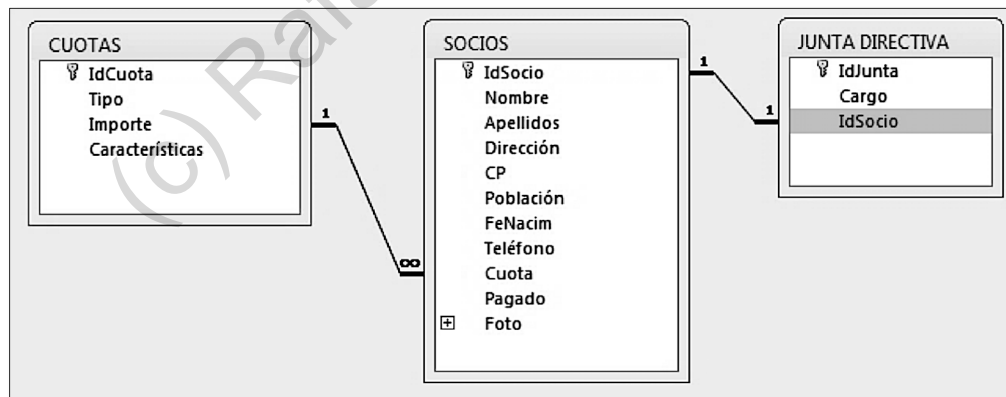 CUOTAS
IdCuota
Tipo
Importe
Características
1
∞
SOCIOS
IdSocio
Nombre
Apellidos
Dirección
CP
Población
FeNacim
Teléfono
Cuota
Pagado
Foto
1
1
JUNTA DIRECTIVA
IdJunta
Cargo
IdSocio
(c)